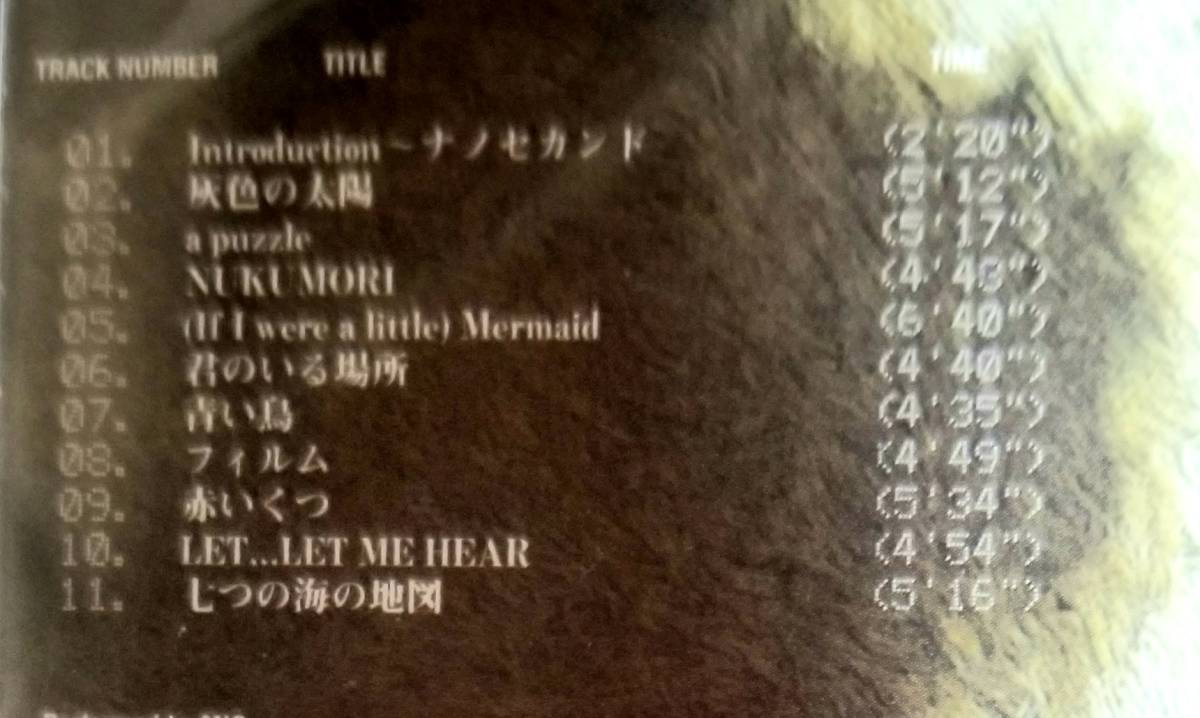 TRACK NUMBER TITLE TIME
01. Introduction~ナノセカンド (2'20")
02. 灰色の太陽 (5'12")
03. a puzzle (5'17")
04. NUKUMORI
05. (If I were a little) Mermaid (6'40")
06. 君のいる場所 (4'40")
07. 青い鳥 (4'35")
08. フィルム (4'49")
09. 赤いくつ (5'34")
10. LET...LET ME HEAR (4'54")
11. 七つの海の地図 (5'16")